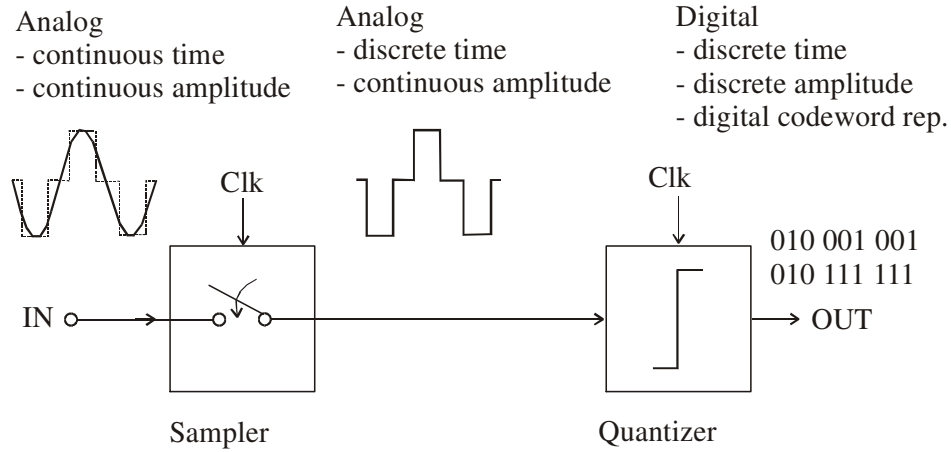 Analog
- continuous time
- continuous amplitude
Analog
- discrete time
- continuous amplitude
Digital
- discrete time
- discrete amplitude
- digital codeword rep.
Clk
Clk
010 001 001
010 111 111
IN
OUT
Sampler
Quantizer